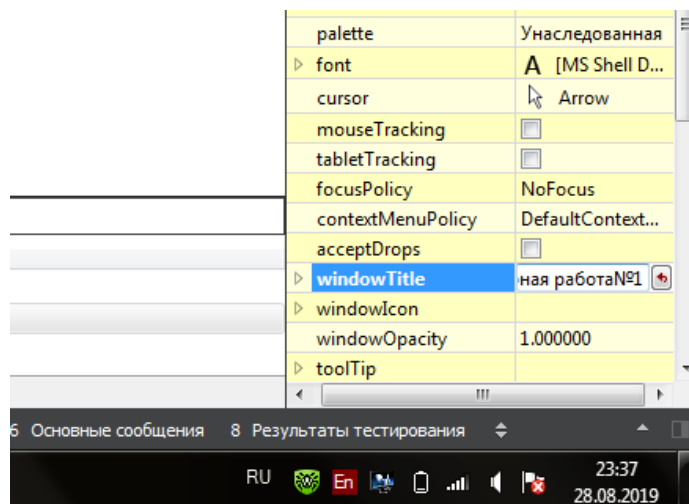 palette Унаследованная
font A [MS Shell D...
cursor Arrow
mouseTracking
tabletTracking
focusPolicy NoFocus
contextMenuPolicy DefaultContext...
acceptDrops
windowTitle ная работа№1
windowIcon
windowOpacity 1.000000
toolTip
6 Основные сообщения 8 Результаты тестирования
RU En 23:37
28.08.2019